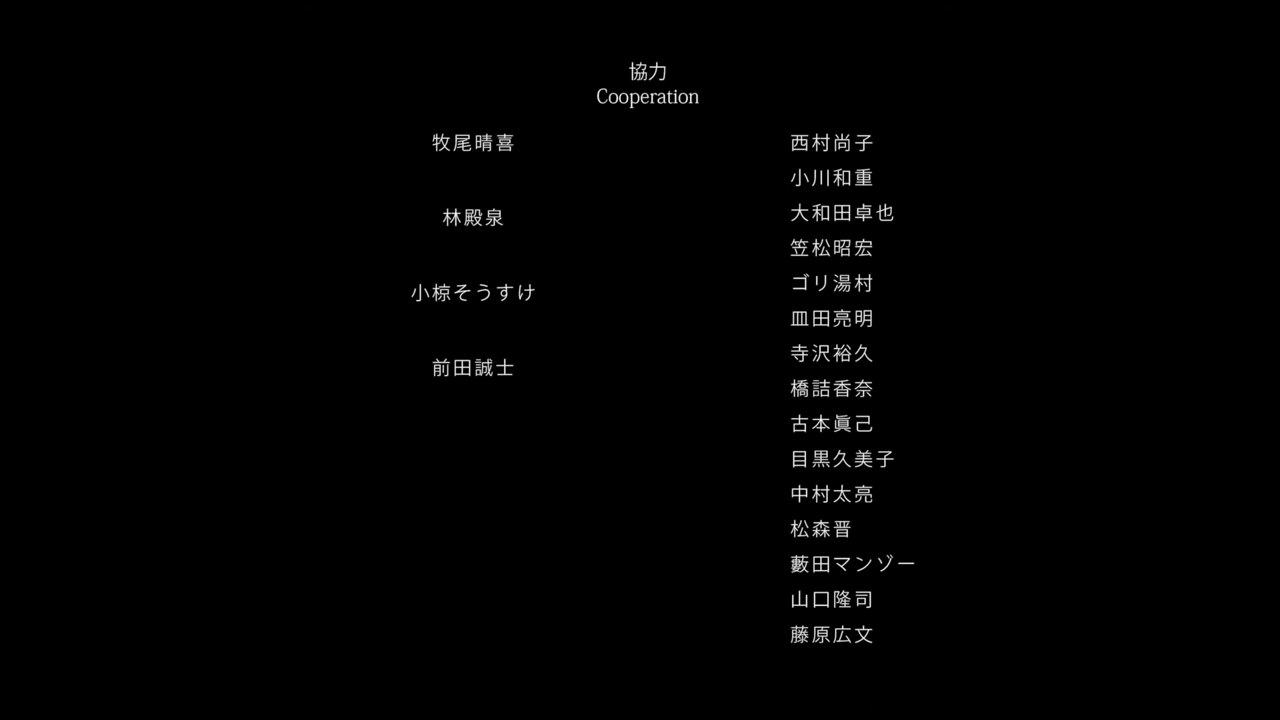 協力
Cooperation
牧尾晴喜
林殿泉
小椋そうすけ
前田誠士
西村尚子
小川和重
大和田卓也
笠松昭宏
ゴリ湯村
皿田亮明
寺沢裕久
橋詰香奈
古本眞己
目黒久美子
中村太亮
松森晋
藪田マンゾー
山口隆司
藤原広文